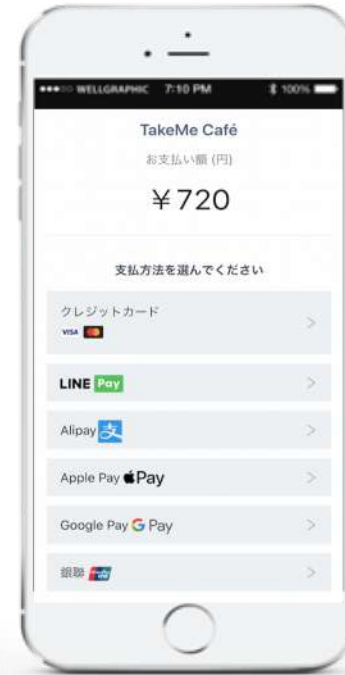 WELLGRAPHIC 7:10 PM 100%
TakeMe Café
お支払い額 (円)
￥720
支払方法を選んでください
クレジットカード
VISA
LINE Pay
Alipay 支
Apple Pay Pay
Google Pay G Pay
銀聯